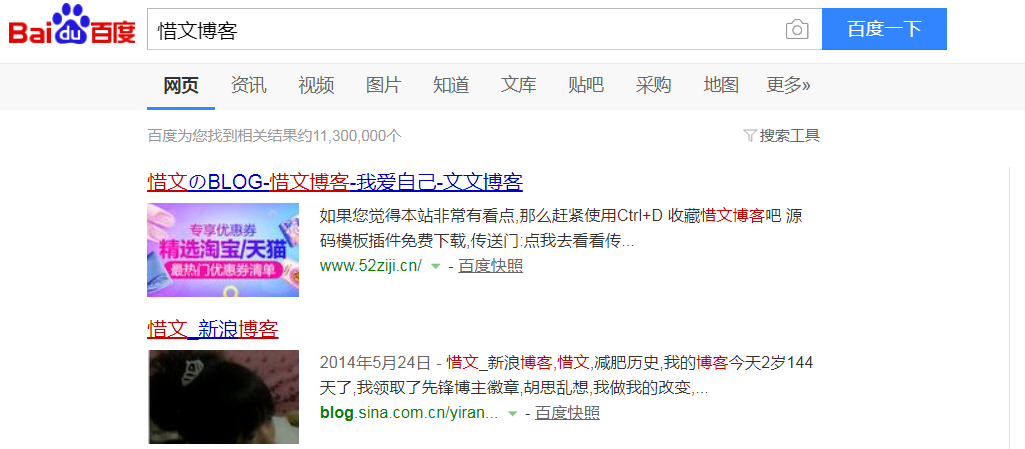 Bai du 百度
惜文博客
百度一下
网页 资讯 视频 图片 知道 文库 贴吧 采购 地图 更多»
百度为您找到相关结果约11,300,000个
搜索工具
惜文のBLOG-惜文博客-我爱自己-文文博客
专享优惠券
精选淘宝/天猫
最热门优惠券清单
如果您觉得本站非常有看点,那么赶紧使用Ctrl+D 收藏惜文博客吧 源
码模板插件免费下载,传送门:点我去看看传...
www.52ziji.cn/ - 百度快照
惜文_新浪博客
2014年5月24日 - 惜文_新浪博客,惜文,减肥历史,我的博客今天2岁144
天了,我领取了先锋博主徽章,胡思乱想,我做我的改变,...
blog.sina.com.cn/yiran... - 百度快照